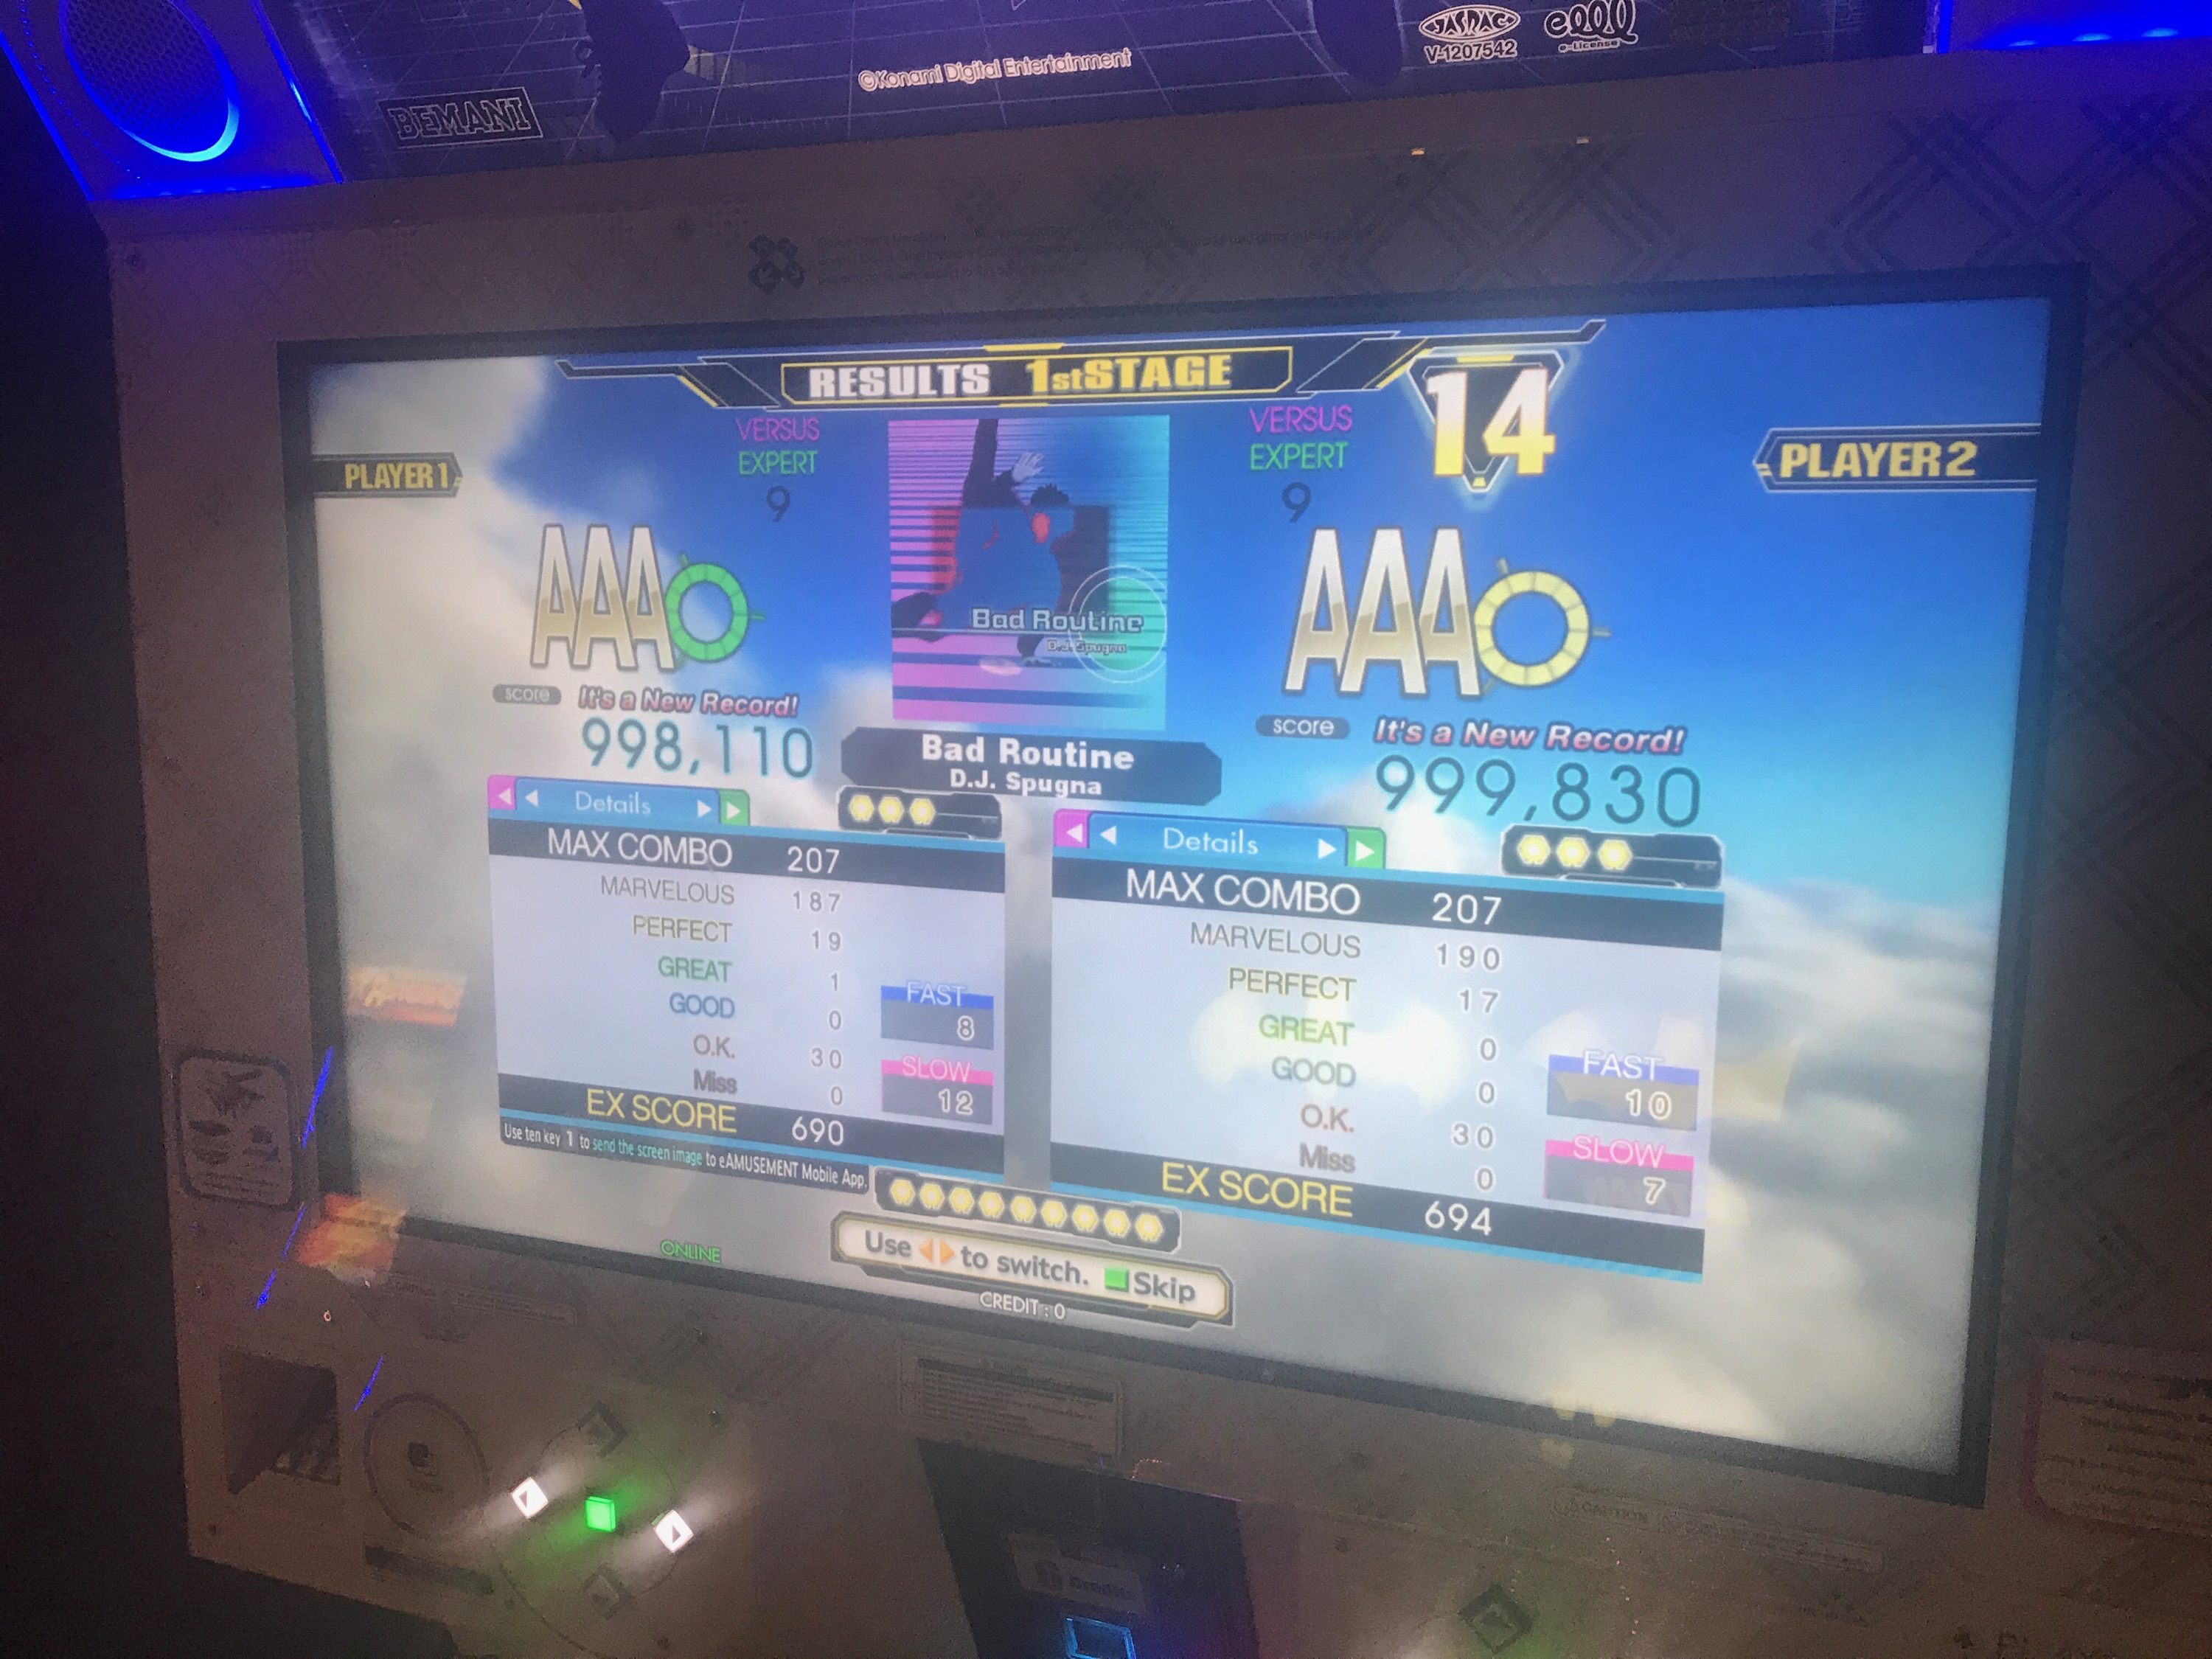 JASRAC
V-1207542
e-License
©Konami Digital Entertainment
BEMANI
RESULTS 1stSTAGE
14
PLAYER1
VERSUS
EXPERT
9
VERSUS
EXPERT
9
PLAYER2
AAA
Bad Routine
D.J. Spugna
AAA
score It's a New Record!
998,110
Bad Routine
D.J. Spugna
score It's a New Record!
999,830
Details
MAX COMBO 207
MARVELOUS 187
PERFECT 19
GREAT 1
GOOD 0
O.K. 30
Miss 0
FAST
8
SLOW
12
EX SCORE 690
Details
MAX COMBO 207
MARVELOUS 190
PERFECT 17
GREAT 0
GOOD 0
O.K. 30
Miss 0
FAST
10
SLOW
7
EX SCORE 694
Use ten key 1 to send the screen image to eAMUSEMENT Mobile App.
Use to switch. Skip
ONLINE
CREDIT : 0
CAUTION